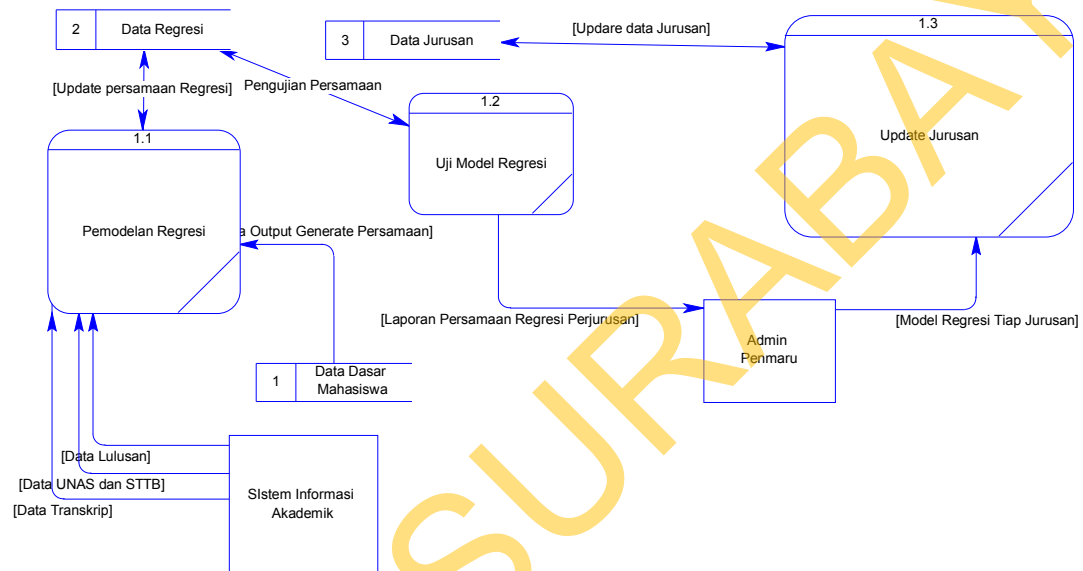 2
Data Regresi
3
Data Jurusan
[Updare data Jurusan]
1.3
Update Jurusan
[Update persamaan Regresi]
Pengujian Persamaan
1.2
Uji Model Regresi
1.1
Pemodelan Regresi
a Output Generate Persamaan]
[Laporan Persamaan Regresi Perjurusan]
Admin
Penmaru
[Model Regresi Tiap Jurusan]
1
Data Dasar
Mahasiswa
[Data Lulusan]
[Data UNAS dan STTB]
[Data Transkrip]
SIstem Informasi
Akademik
SURABAY